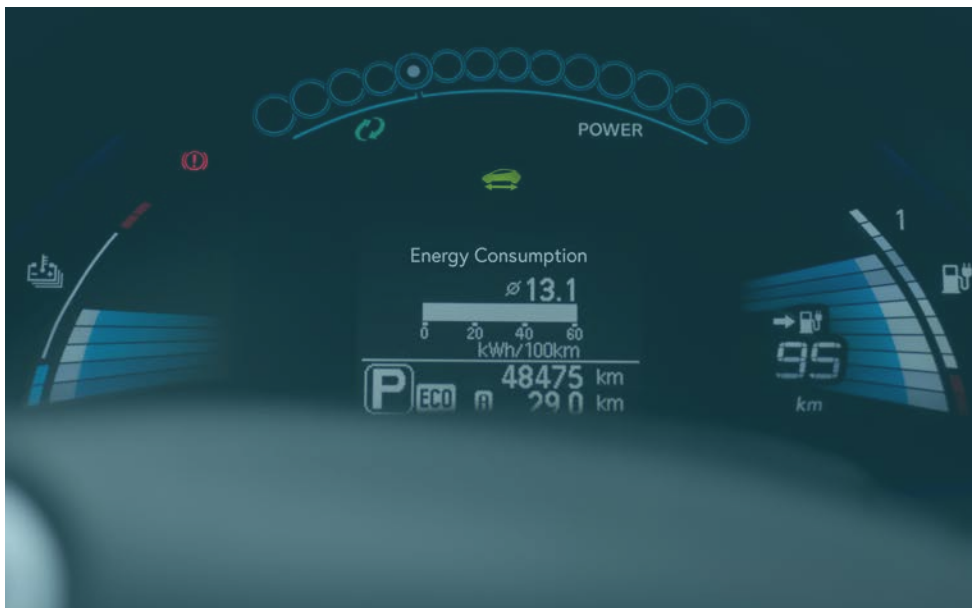 POWER
1
Energy Consumption
ø 13.1
0 20 40 60
kWh/100km
95
km
P ECO 48475 km
A 29.0 km